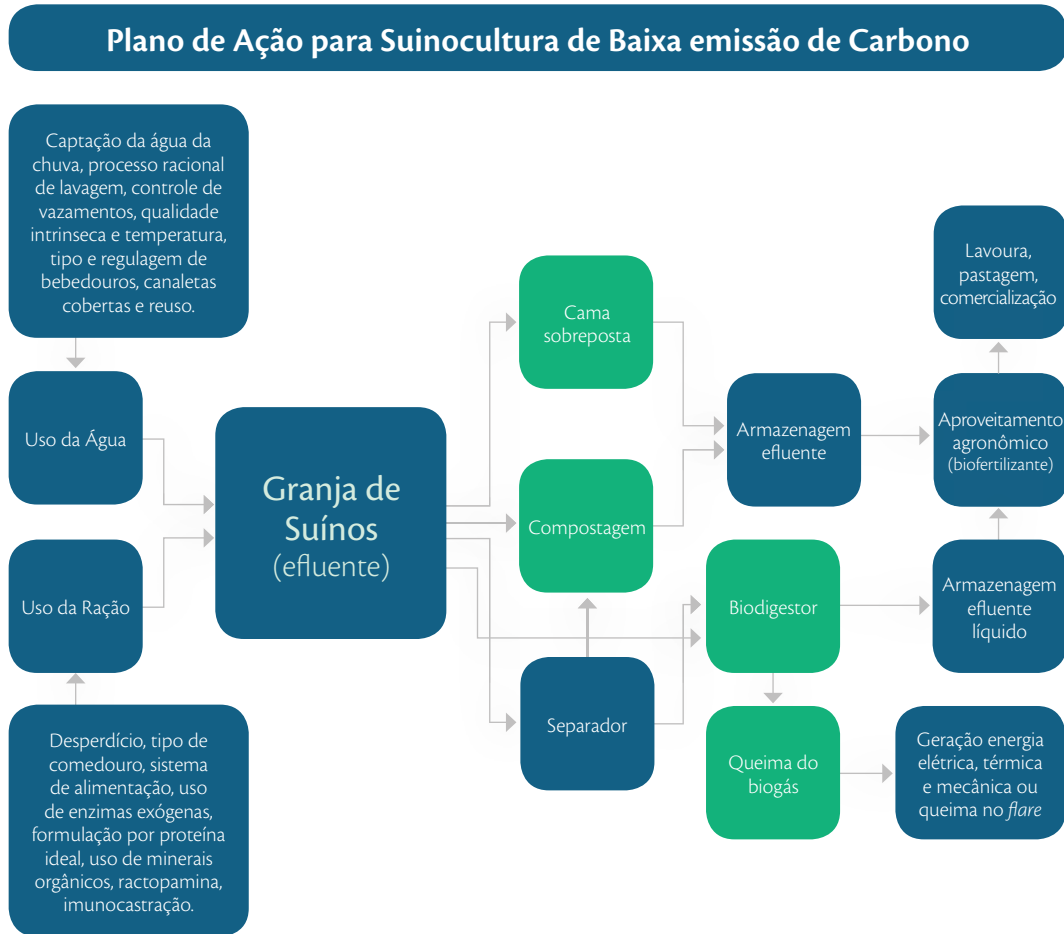 Plano de Ação para Suinocultura de Baixa emissão de Carbono
Captação da água da
chuva, processo racional
de lavagem, controle de
vazamentos, qualidade
intrinseca e temperatura,
tipo e regulagem de
bebedouros, canaletas
cobertas e reuso.
Uso da Água
Uso da Ração
Desperdício, tipo de
comedouro, sistema
de alimentação, uso
de enzimas exógenas,
formulação por proteína
ideal, uso de minerais
orgânicos, ractopamina,
imunocastração.
Granja de
Suínos
(efluente)
Cama
sobreposta
Compostagem
Separador
Armazenagem
efluente
Biodigestor
Queima do
biogás
Lavoura,
pastagem,
comercialização
Aproveitamento
agronômico
(biofertilizante)
Armazenagem
efluente
líquido
Geração energia
elétrica, térmica
e mecânica ou
queima no flare